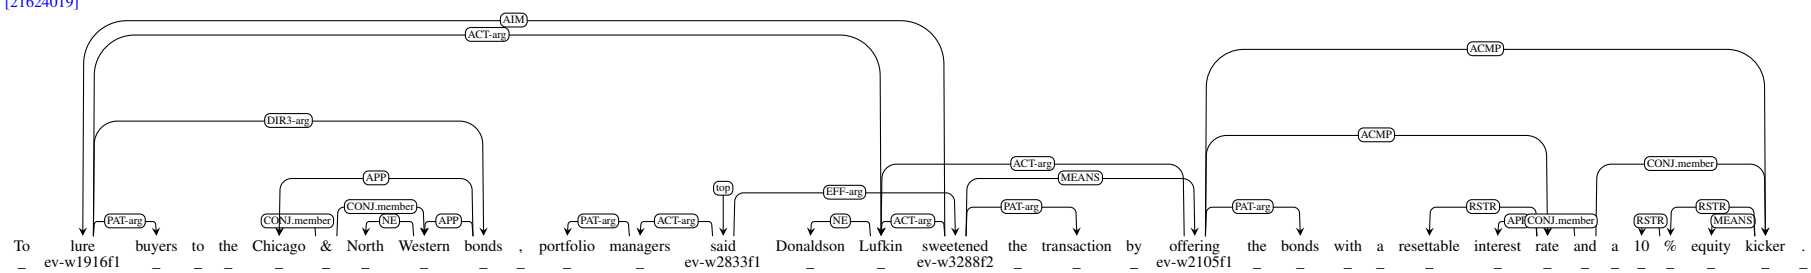 [21624019]
AIM
ACT-arg
ACMP
DIR3-arg
ACMP
ACT-arg CONJ.member
APP MEANS
top EFF-arg
CONJ.member PAT-arg PAT-arg RSTR RSTR
PAT-arg CONJ.member NE APP PAT-arg ACT-arg NE ACT-arg CONJ.member RSTR MEANS
To lure buyers to the Chicago & North Western bonds , portfolio managers said Donaldson Lufkin sweetened the transaction by offering the bonds with a resettable interest rate and a 10 % equity kicker .
_ ev-w1916f1 _ _ _ _ _ _ _ _ _ _ _ ev-w2833f1 _ _ ev-w3288f2 _ _ _ ev-w2105f1 _ _ _ _ _ _ _ _ _ _ _ _ _ _